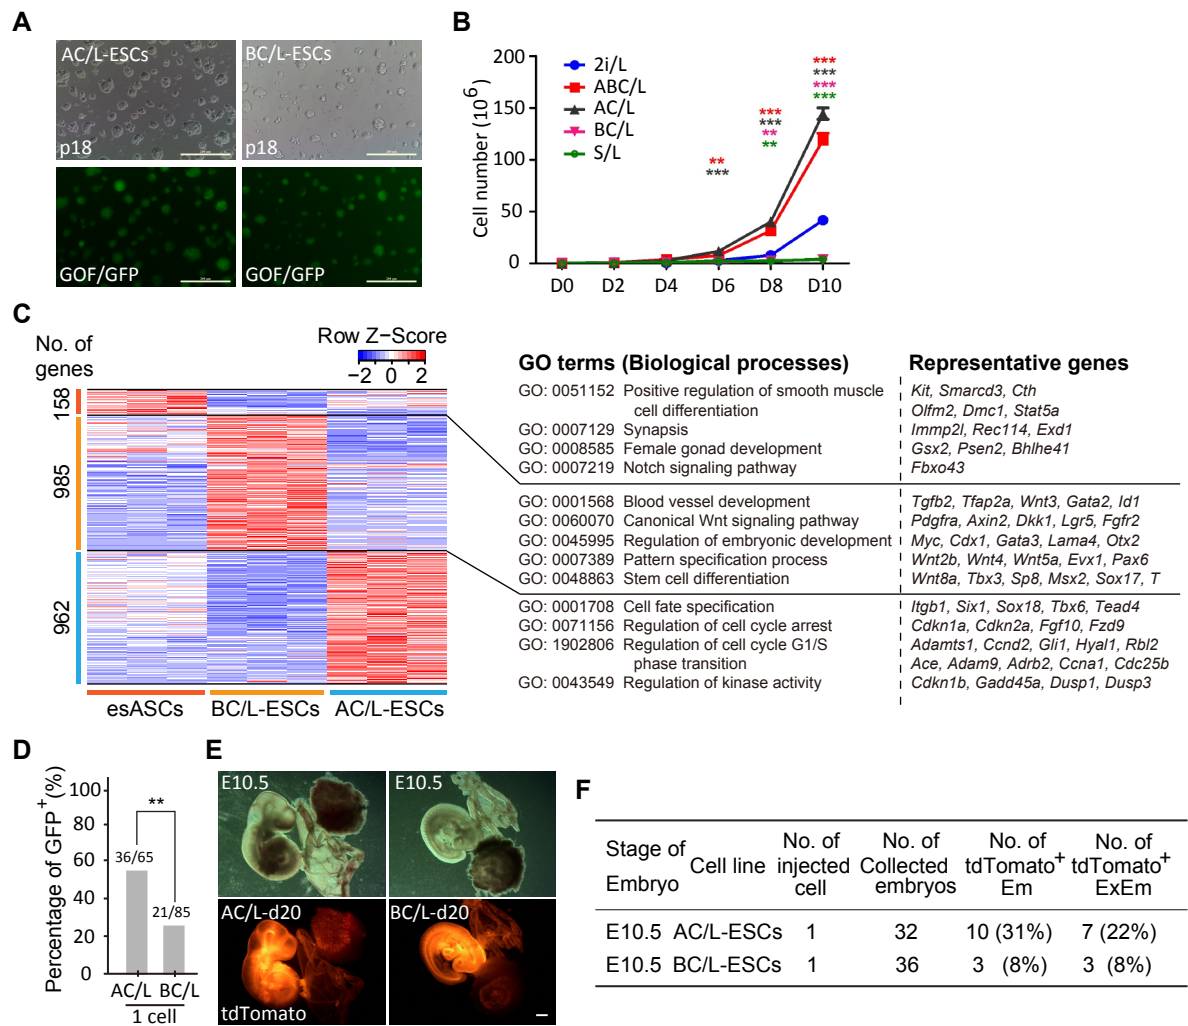 A
AC/L-ESCs
BC/L-ESCs
p18
p18
GOF/GFP
GOF/GFP
B
Cell number (10⁶)
200
150
100
50
0
2i/L
ABC/L
AC/L
BC/L
S/L
**
***
***
***
**
**
***
***
***
***
D0 D2 D4 D6 D8 D10
C
No. of
genes
Row Z−Score
−2 0 2
158
985
962
esASCs BC/L-ESCs AC/L-ESCs
GO terms (Biological processes) Representative genes
GO: 0051152 Positive regulation of smooth muscle Kit, Smarcd3, Cth
cell differentiation Olfm2, Dmc1, Stat5a
GO: 0007129 Synapsis Immp2l, Rec114, Exd1
GO: 0008585 Female gonad development Gsx2, Psen2, Bhlhe41
GO: 0007219 Notch signaling pathway Fbxo43
GO: 0001568 Blood vessel development Tgfb2, Tfap2a, Wnt3, Gata2, Id1
GO: 0060070 Canonical Wnt signaling pathway Pdgfra, Axin2, Dkk1, Lgr5, Fgfr2
GO: 0045995 Regulation of embryonic development Myc, Cdx1, Gata3, Lama4, Otx2
GO: 0007389 Pattern specification process Wnt2b, Wnt4, Wnt5a, Evx1, Pax6
GO: 0048863 Stem cell differentiation Wnt8a, Tbx3, Sp8, Msx2, Sox17, T
GO: 0001708 Cell fate specification Itgb1, Six1, Sox18, Tbx6, Tead4
GO: 0071156 Regulation of cell cycle arrest Cdkn1a, Cdkn2a, Fgf10, Fzd9
GO: 1902806 Regulation of cell cycle G1/S Adamts1, Ccnd2, Gli1, Hyal1, Rbl2
phase transition Ace, Adam9, Adrb2, Ccna1, Cdc25b
GO: 0043549 Regulation of kinase activity Cdkn1b, Gadd45a, Dusp1, Dusp3
D
Percentage of GFP⁺(%)
100
80
60
40
20
0
**
36/65
21/85
AC/L BC/L
1 cell
E
E10.5
E10.5
AC/L-d20
BC/L-d20
tdTomato
F
Stage of Embryo
Cell line
No. of injected cell
No. of Collected embyros
No. of tdTomato⁺ Em
No. of tdTomato⁺ ExEm
E10.5 AC/L-ESCs 1 32 10 (31%) 7 (22%)
E10.5 BC/L-ESCs 1 36 3 (8%) 3 (8%)